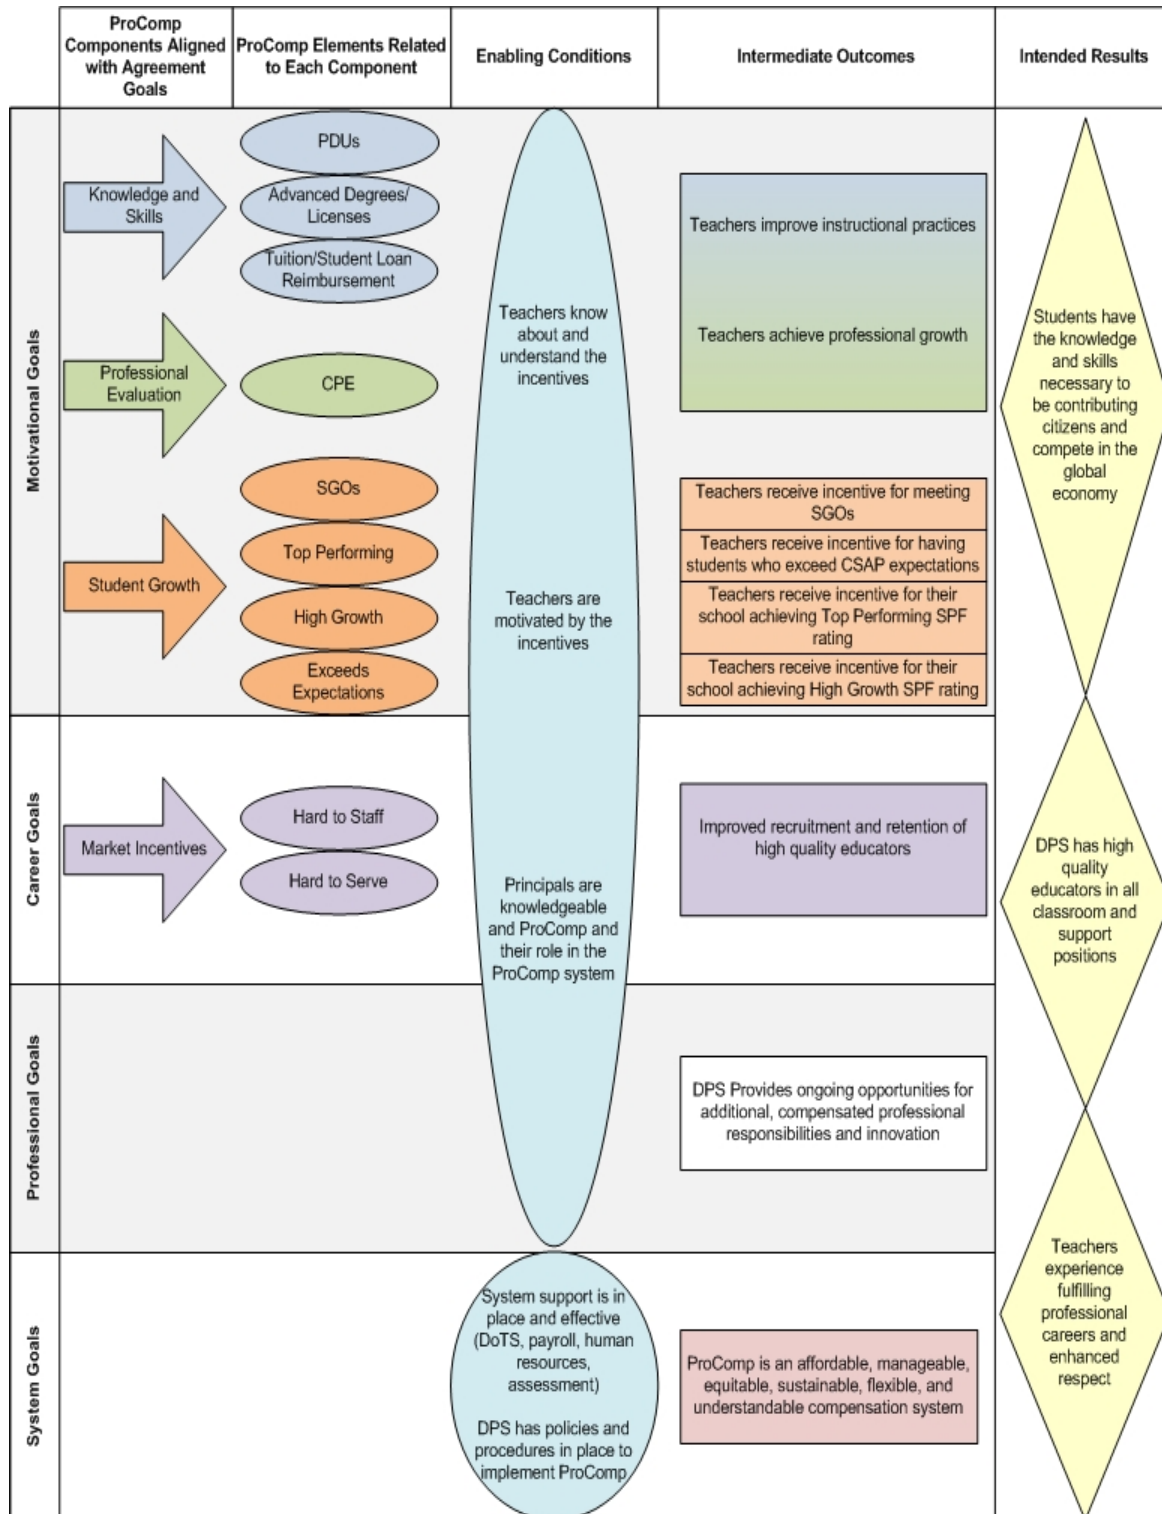 ProComp
Components Aligned
with Agreement
Goals
ProComp Elements Related
to Each Component
Enabling Conditions
Intermediate Outcomes
Intended Results
Motivational Goals
Knowledge and
Skills
PDUs
Advanced Degrees/
Licenses
Tuition/Student Loan
Reimbursement
Professional
Evaluation
CPE
Student Growth
SGOs
Top Performing
High Growth
Exceeds
Expectations
Teachers know
about and
understand the
incentives
Teachers are
motivated by the
incentives
Principals are
knowledgeable
and ProComp and
their role in the
ProComp system
Teachers improve instructional practices
Teachers achieve professional growth
Teachers receive incentive for meeting
SGOs
Teachers receive incentive for having
students who exceed CSAP expectations
Teachers receive incentive for their
school achieving Top Performing SPF
rating
Teachers receive incentive for their
school achieving High Growth SPF rating
Students have
the knowledge
and skills
necessary to
be contributing
citizens and
compete in the
global
economy
Career Goals
Market Incentives
Hard to Staff
Hard to Serve
Improved recruitment and retention of
high quality educators
DPS has high
quality
educators in all
classroom and
support
positions
Professional Goals
DPS Provides ongoing opportunities for
additional, compensated professional
responsibilities and innovation
System Goals
System support is in
place and effective
(DoTS, payroll, human
resources,
assessment)
DPS has policies and
procedures in place to
implement ProComp
ProComp is an affordable, manageable,
equitable, sustainable, flexible, and
understandable compensation system
Teachers
experience
fulfilling
professional
careers and
enhanced
respect